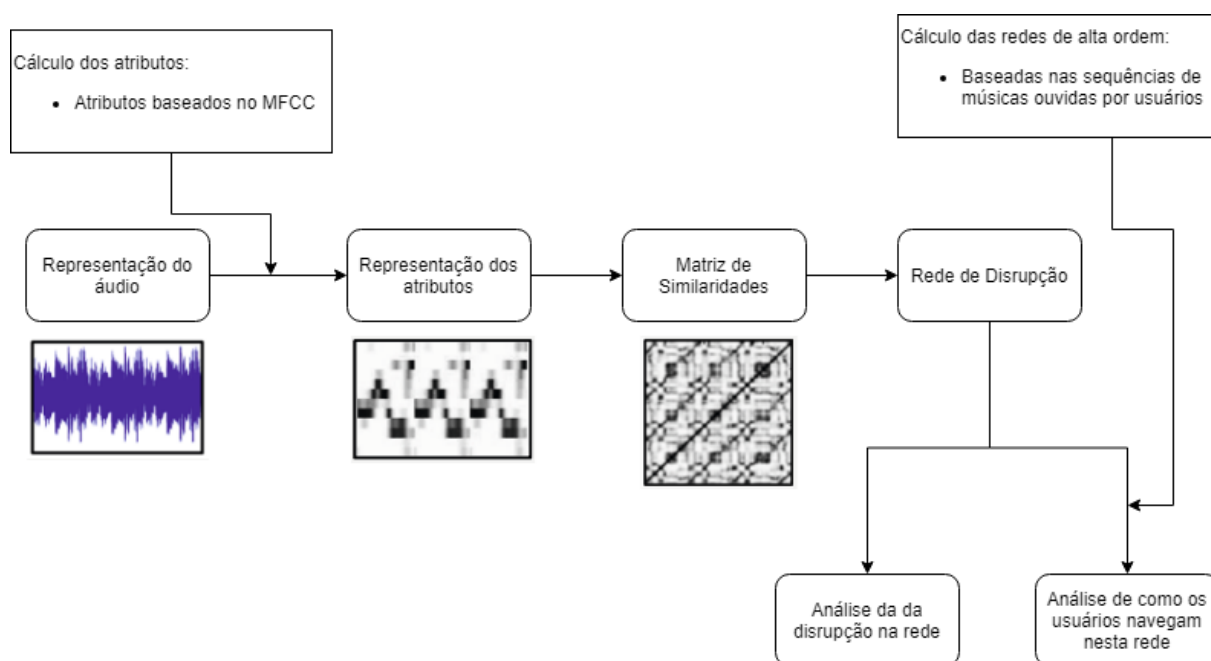 Cálculo dos atributos:
• Atributos baseados no MFCC
Cálculo das redes de alta ordem:
• Baseadas nas sequências de
músicas ouvidas por usuários
Representação do
áudio
Representação dos
atributos
Matriz de
Similaridades
Rede de Disrupção
Análise da da
disrupção na rede
Análise de como os
usuários navegam
nesta rede